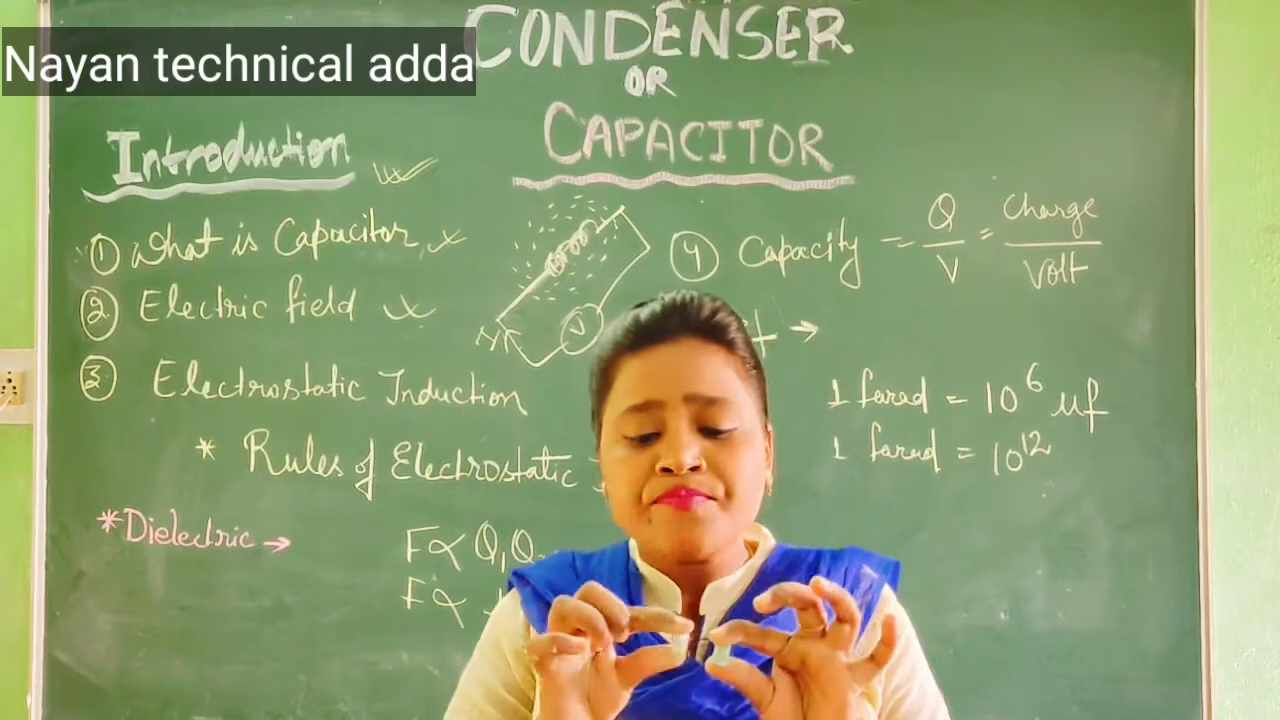 Nayan technical adda
CONDENSER
OR
CAPACITOR
Introduction
① What is Capacitor
② Electric field
③ Electrostatic Induction
* Rules of Electrostatic
* Dielectric →
F∝ Q₁Q
F∝
V
④ Capacity = Q/V = Charge/Volt
→
1 farad = 10⁶ µf
1 farad = 10¹²